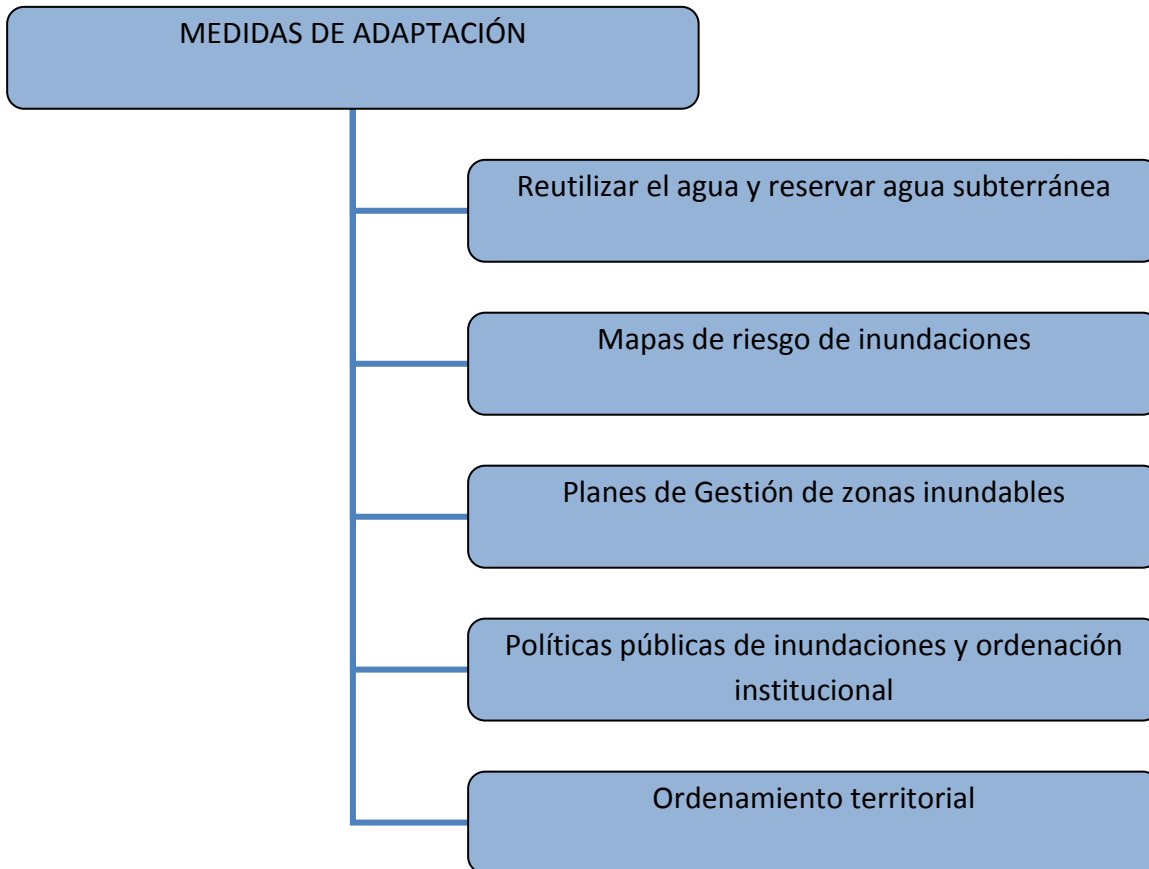 MEDIDAS DE ADAPTACIÓN
Reutilizar el agua y reservar agua subterránea
Mapas de riesgo de inundaciones
Planes de Gestión de zonas inundables
Políticas públicas de inundaciones y ordenación
institucional
Ordenamiento territorial